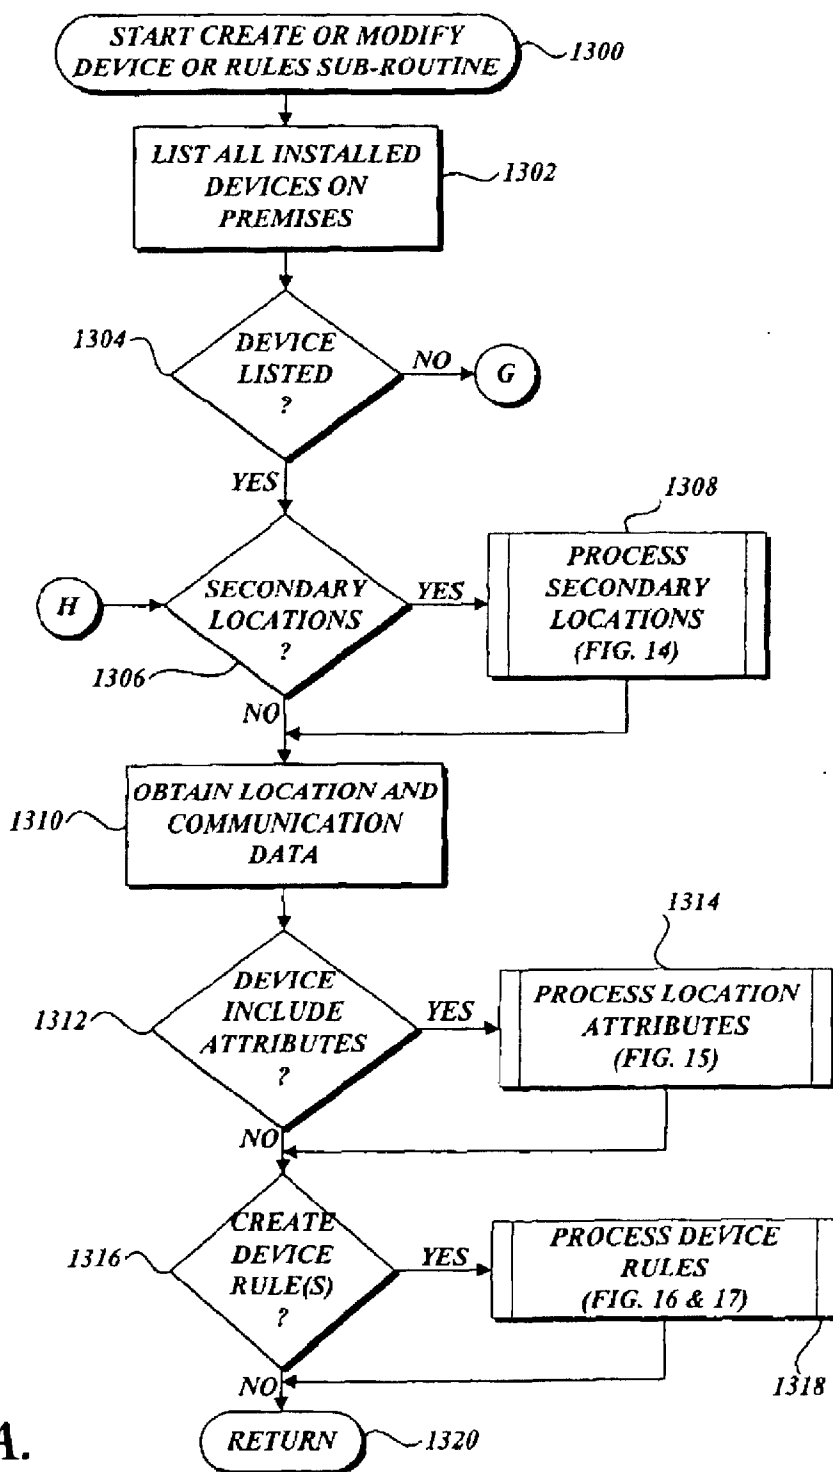 START CREATE OR MODIFY
DEVICE OR RULES SUB-ROUTINE
1300
LIST ALL INSTALLED
DEVICES ON
PREMISES
1302
1304
DEVICE
LISTED
?
NO
G
YES
1308
PROCESS
SECONDARY
LOCATIONS
(FIG. 14)
H
SECONDARY
LOCATIONS
?
YES
1306
NO
OBTAIN LOCATION AND
COMMUNICATION
DATA
1310
1314
DEVICE
INCLUDE
ATTRIBUTES
?
1312
YES
PROCESS LOCATION
ATTRIBUTES
(FIG. 15)
NO
CREATE
DEVICE
RULE(S)
?
1316
YES
PROCESS DEVICE
RULES
(FIG. 16 & 17)
1318
NO
RETURN
1320
A.